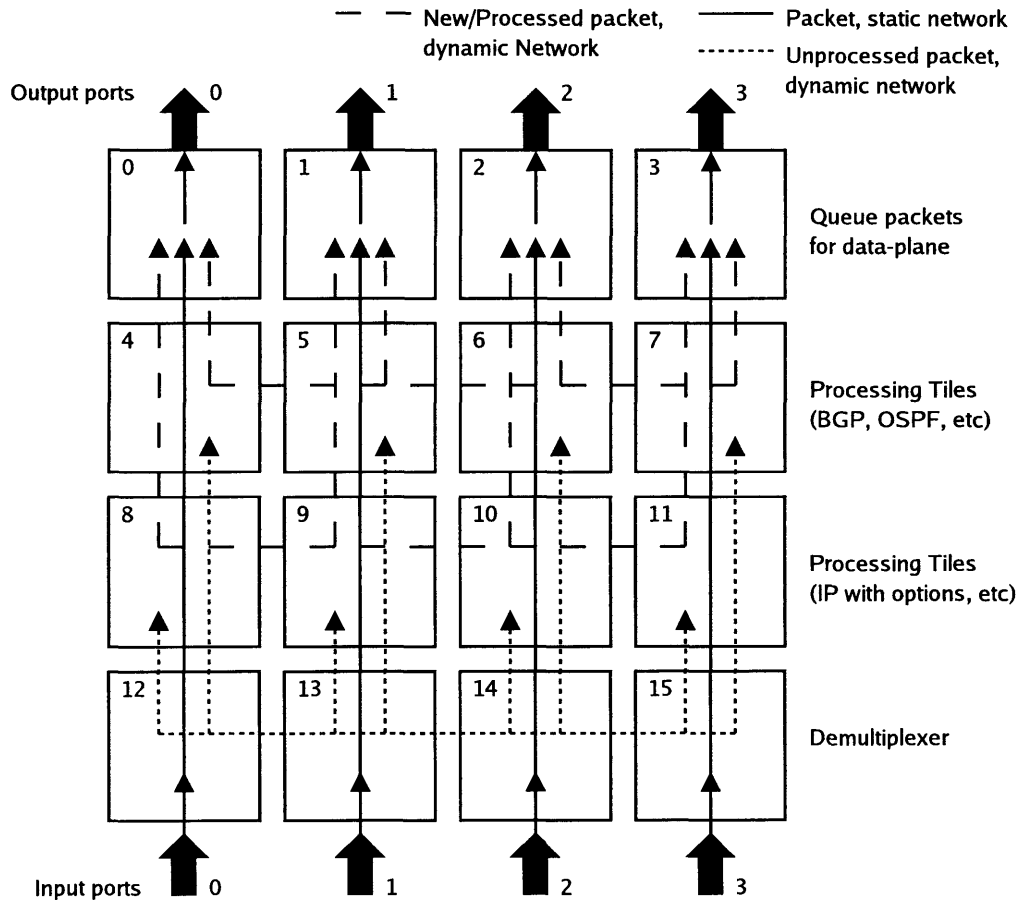 New/Processed packet,
dynamic Network
Packet, static network
Unprocessed packet,
dynamic network
Output ports
0
1
2
3
0
1
2
3
Queue packets
for data-plane
4
5
6
7
Processing Tiles
(BGP, OSPF, etc)
8
9
10
11
Processing Tiles
(IP with options, etc)
12
13
14
15
Demultiplexer
Input ports
0
1
2
3